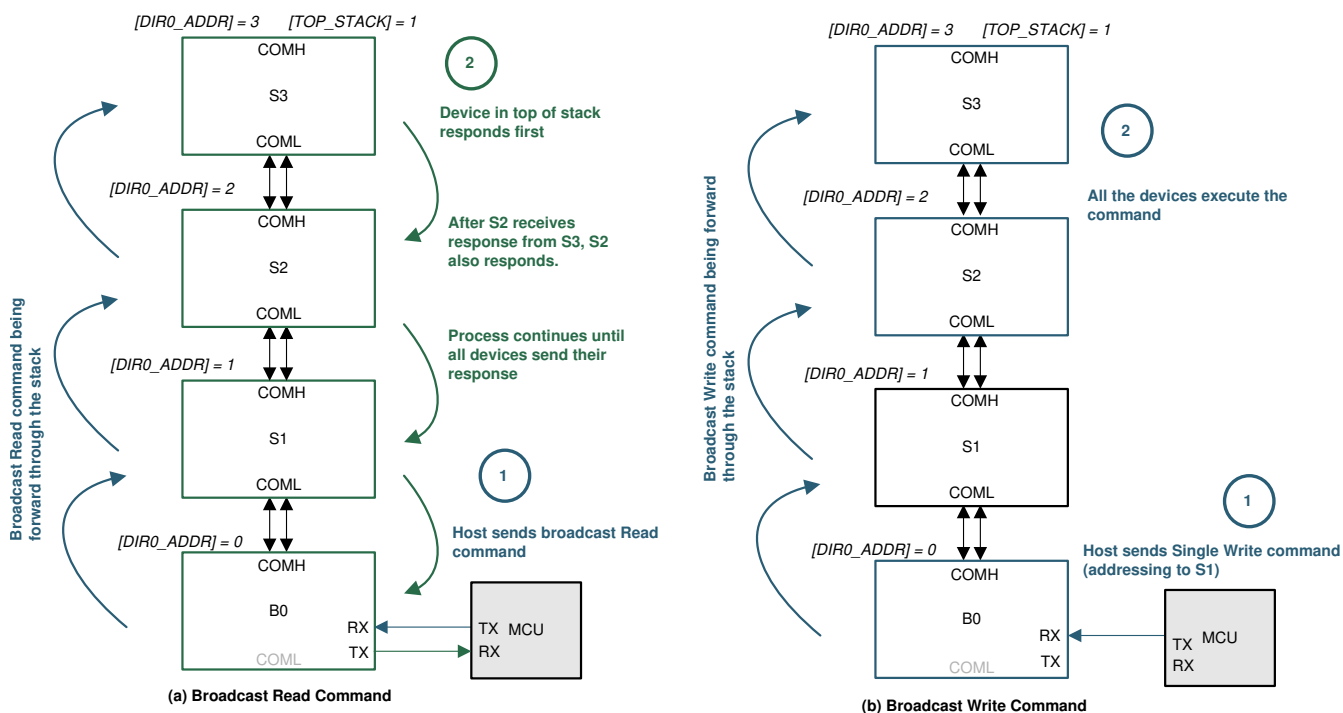 [DIR0_ADDR] = 3 [TOP_STACK] = 1
COMH
S3
COML
2
Device in top of stack
responds first
[DIR0_ADDR] = 2
COMH
S2
COML
After S2 receives
response from S3, S2
also responds.
Process continues until
all devices send their
response
[DIR0_ADDR] = 1
COMH
S1
COML
1
Host sends broadcast Read
command
[DIR0_ADDR] = 0
COMH
B0
RX
TX
COML
TX
MCU
RX
Broadcast Read command being
forward through the stack
(a) Broadcast Read Command
[DIR0_ADDR] = 3 [TOP_STACK] = 1
COMH
S3
COML
2
All the devices execute the
command
[DIR0_ADDR] = 2
COMH
S2
COML
[DIR0_ADDR] = 1
COMH
S1
COML
1
Host sends Single Write command
(addressing to S1)
[DIR0_ADDR] = 0
COMH
B0
RX
TX
COML
TX
MCU
RX
Broadcast Write command being forward
through the stack
(b) Broadcast Write Command